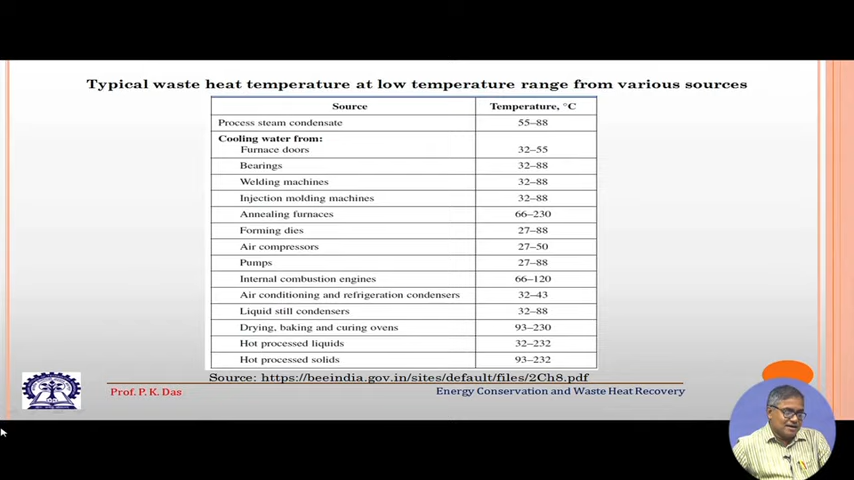 Typical waste heat temperature at low temperature range from various sources
Source Temperature, °C
Process steam condensate 55–88
Cooling water from:
Furnace doors 32–55
Bearings 32–88
Welding machines 32–88
Injection molding machines 32–88
Annealing furnaces 66–230
Forming dies 27–88
Air compressors 27–50
Pumps 27–88
Internal combustion engines 66–120
Air conditioning and refrigeration condensers 32–43
Liquid still condensers 32–88
Drying, baking and curing ovens 93–230
Hot processed liquids 32–232
Hot processed solids 93–232
Source: https://beeindia.gov.in/sites/default/files/2Ch8.pdf
Prof. P. K. Das Energy Conservation and Waste Heat Recovery